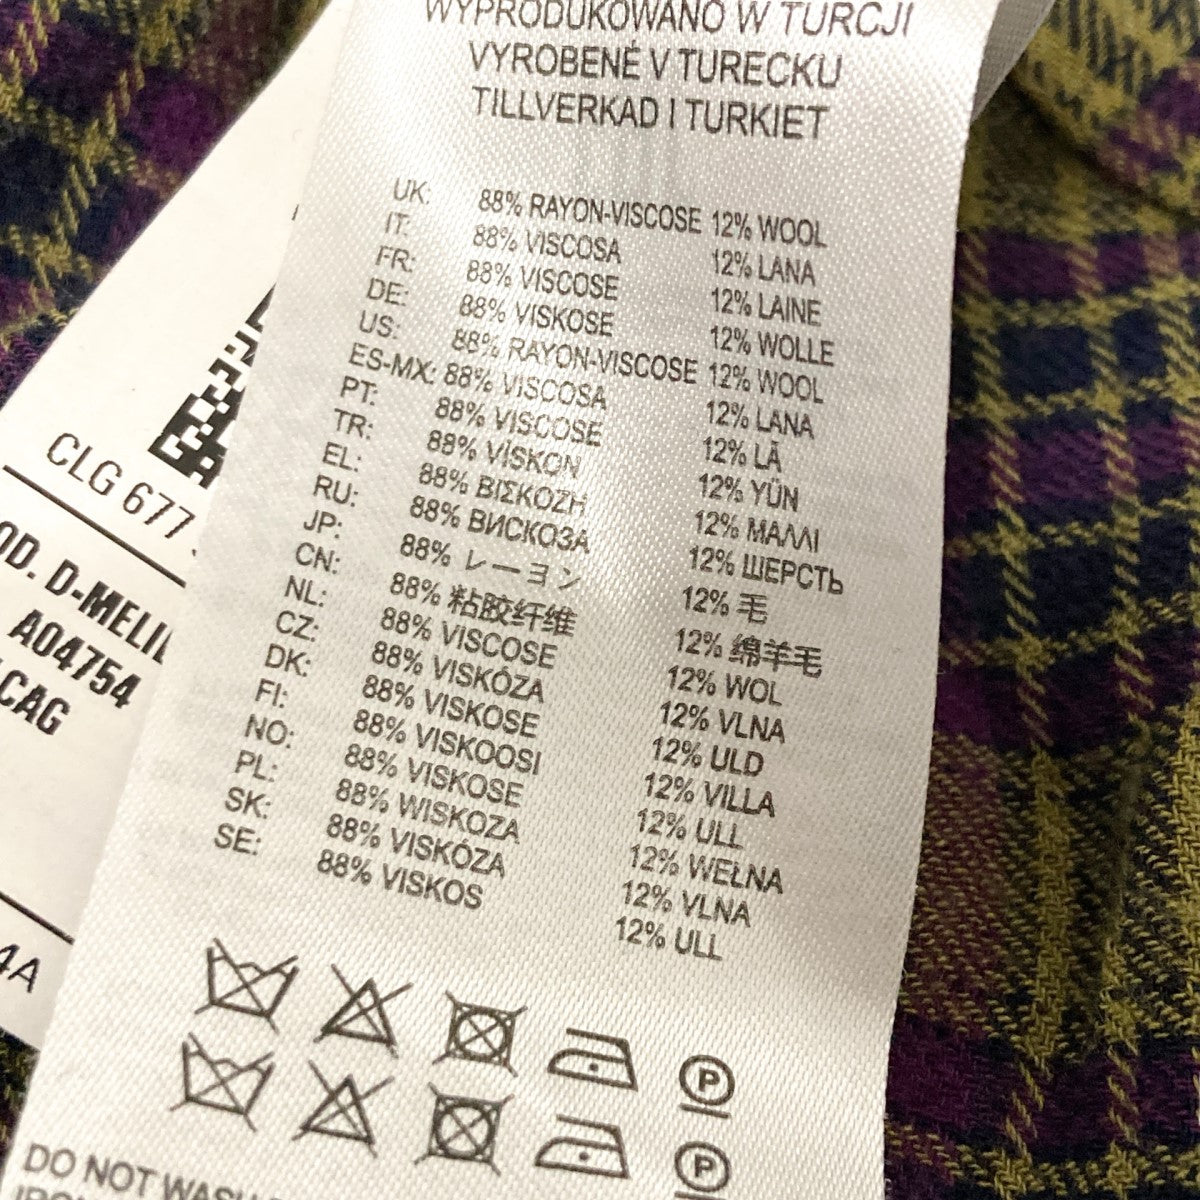 WYPRODUKOWANO W TURCJI
VYROBENÉ V TURECKU
TILLVERKAD I TURKIET
UK: 88% RAYON-VISCOSE 12% WOOL
IT: 88% VISCOSA 12% LANA
FR: 88% VISCOSE 12% LAINE
DE: 88% VISKOSE 12% WOLLE
US: 88% RAYON-VISCOSE 12% WOOL
ES-MX: 88% VISCOSA 12% LANA
PT: 88% VISCOSE 12% LÃ
TR: 88% VİSKON 12% YÜN
EL: 88% ΒΙΣΚΟΖΗ 12% ΜΑΛΛΙ
RU: 88% ВИСКОЗА 12% ШЕРСТЬ
JP: 88% レーヨン 12% 毛
CN: 88% 粘胶纤维 12% 绵羊毛
NL: 88% VISCOSE 12% WOL
CZ: 88% VISKÓZA 12% VLNA
DK: 88% VISKOSE 12% ULD
FI: 88% VISKOOSI 12% VILLA
NO: 88% VISKOSE 12% ULL
PL: 88% WISKOZA 12% WEŁNA
SK: 88% VISKÓZA 12% VLNA
SE: 88% VISKOS 12% ULL
P
P
DO NOT WASH
CLG 677
OD. D-MELI
A04754
CAG
4A